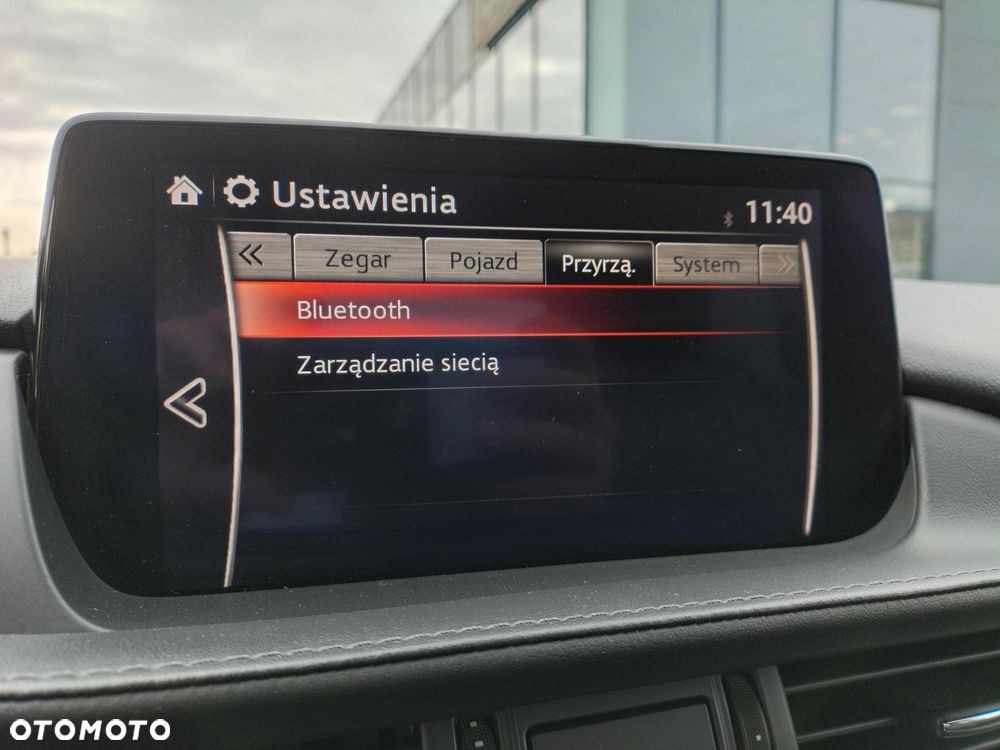 Ustawienia
11:40
Zegar Pojazd Przyrzą. System
Bluetooth
Zarządzanie siecią
OTOMOTO